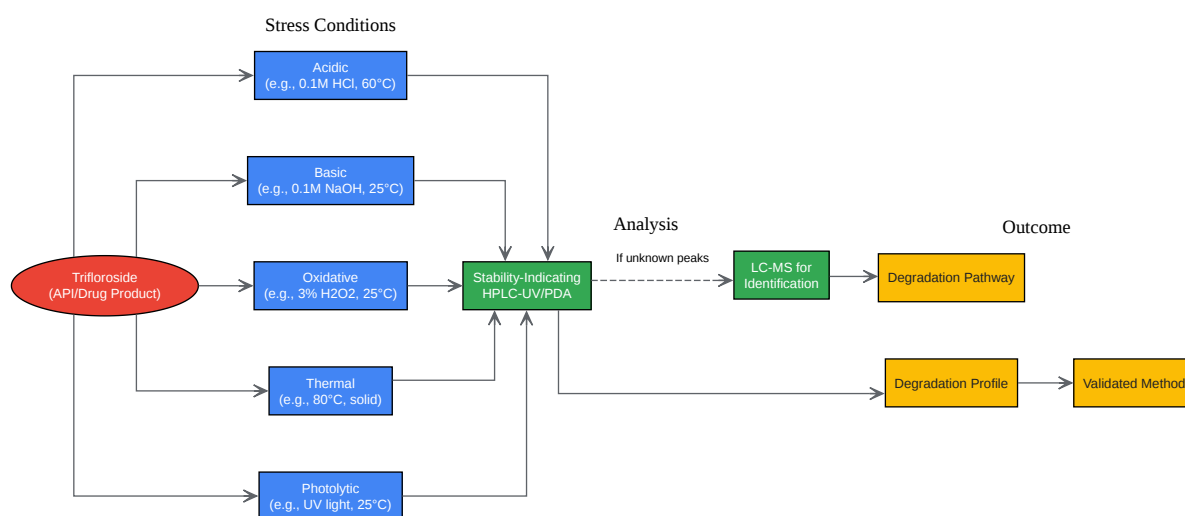 Stress Conditions
Acidic
(e.g., 0.1M HCl, 60°C)
Basic
(e.g., 0.1M NaOH, 25°C)
Trifloroside
(API/Drug Product)
Oxidative
(e.g., 3% H2O2, 25°C)
Thermal
(e.g., 80°C, solid)
Photolytic
(e.g., UV light, 25°C)
Stability-Indicating
HPLC-UV/PDA
Analysis
If unknown peaks
LC-MS for
Identification
Outcome
Degradation Pathway
Degradation Profile
Validated Method